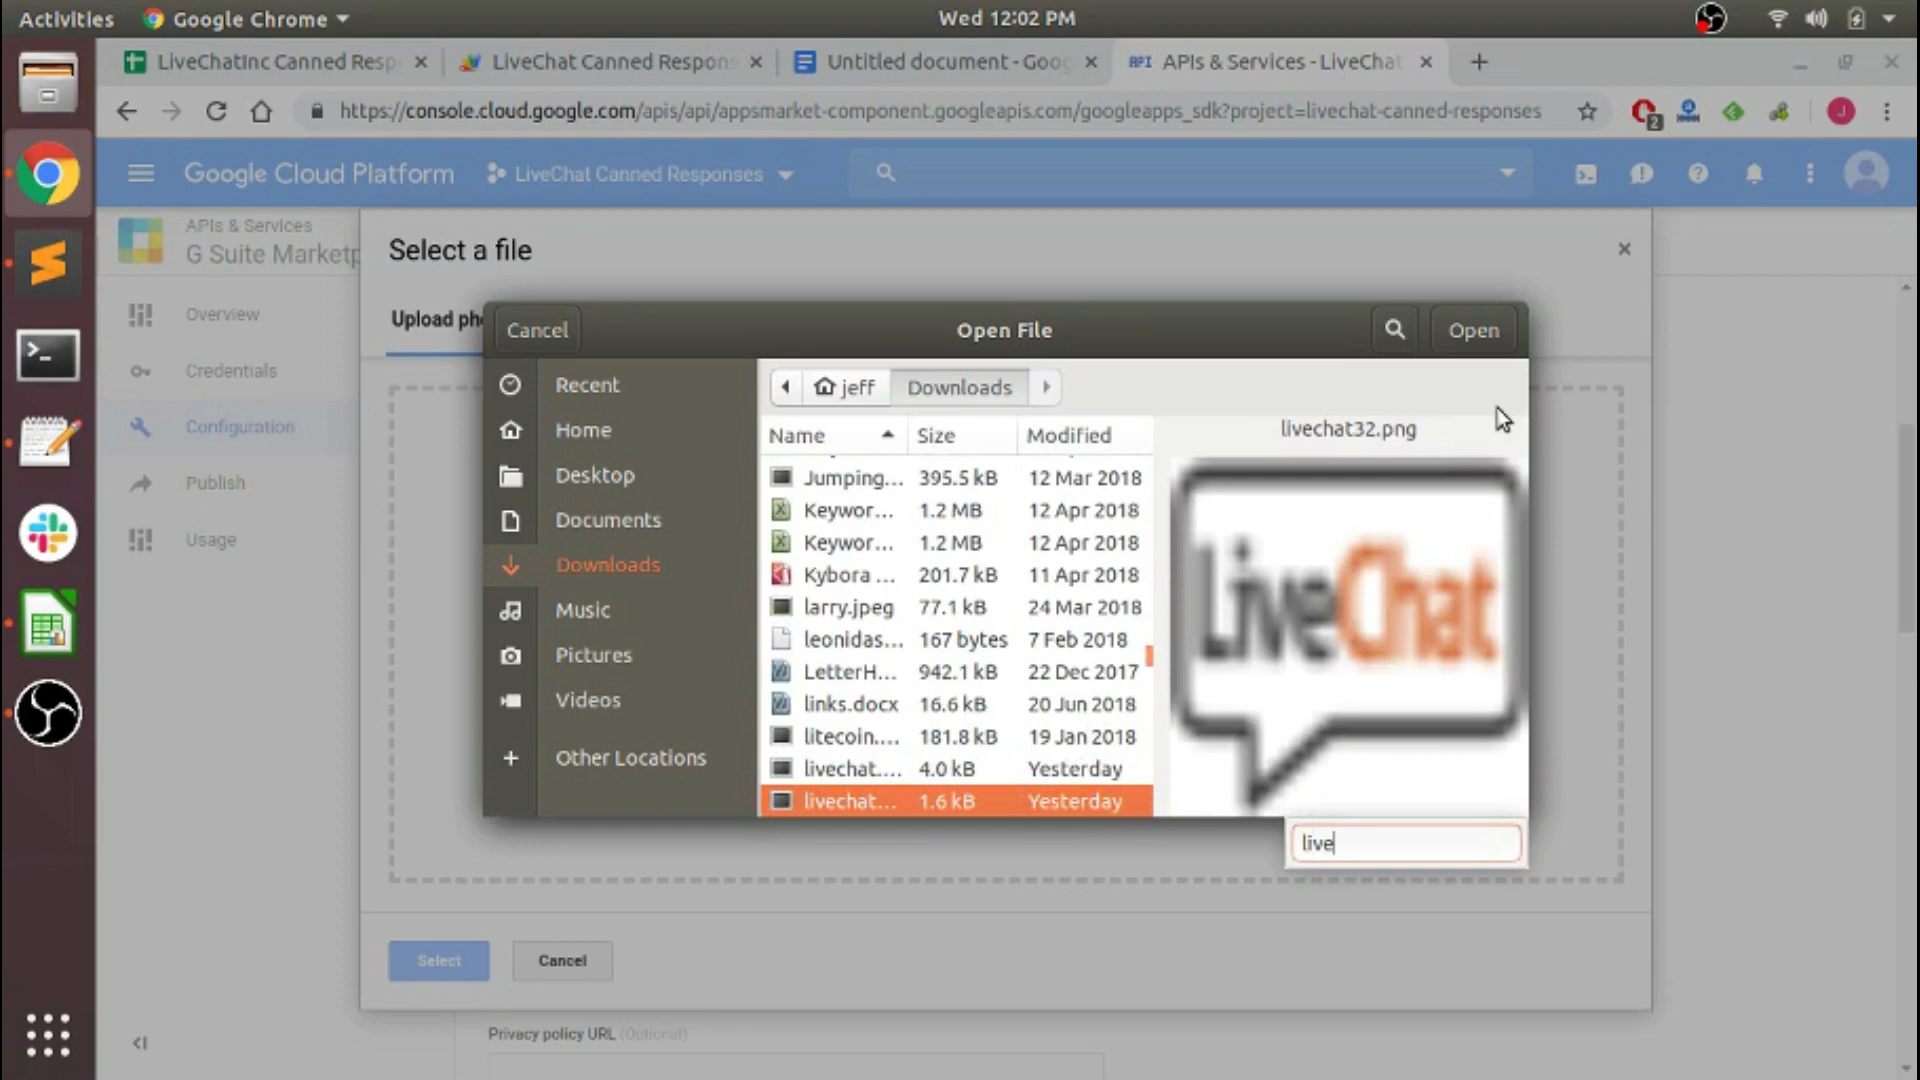 Activities
Google Chrome
Wed 12:02 PM
LiveChatInc Canned Resp
LiveChat Canned Respon
Untitled document - Goog
API
APIs & Services - LiveChat
https://console.cloud.google.com/apis/api/appsmarket-component.googleapis.com/googleapps_sdk?project=livechat-canned-responses
2
J
Google Cloud Platform
LiveChat Canned Responses
APIs & Services
G Suite Marketp
Overview
Credentials
Configuration
Publish
Usage
Select a file
Upload pho
Cancel
Open File
Open
Recent
Home
Desktop
Documents
Downloads
Music
Pictures
Videos
Other Locations
jeff
Downloads
Name Size Modified
Jumping... 395.5 kB 12 Mar 2018
Keywor... 1.2 MB 12 Apr 2018
Keywor... 1.2 MB 12 Apr 2018
Kybora ... 201.7 kB 11 Apr 2018
larry.jpeg 77.1 kB 24 Mar 2018
leonidas... 167 bytes 7 Feb 2018
LetterH... 942.1 kB 22 Dec 2017
links.docx 16.6 kB 20 Jun 2018
litecoin.... 181.8 kB 19 Jan 2018
livechat.... 4.0 kB Yesterday
livechat... 1.6 kB Yesterday
livechat32.png
LiveChat
live
Select
Cancel
Privacy policy URL (Optional)